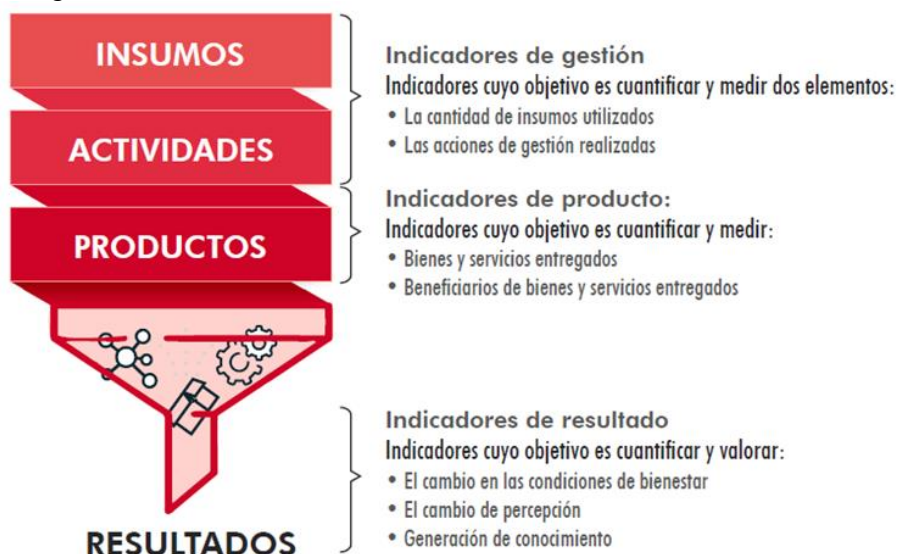 INSUMOS
ACTIVIDADES
PRODUCTOS
RESULTADOS
Indicadores de gestión
Indicadores cuyo objetivo es cuantificar y medir dos elementos:
• La cantidad de insumos utilizados
• Las acciones de gestión realizadas
Indicadores de producto:
Indicadores cuyo objetivo es cuantificar y medir:
• Bienes y servicios entregados
• Beneficiarios de bienes y servicios entregados
Indicadores de resultado
Indicadores cuyo objetivo es cuantificar y valorar:
• El cambio en las condiciones de bienestar
• El cambio de percepción
• Generación de conocimiento